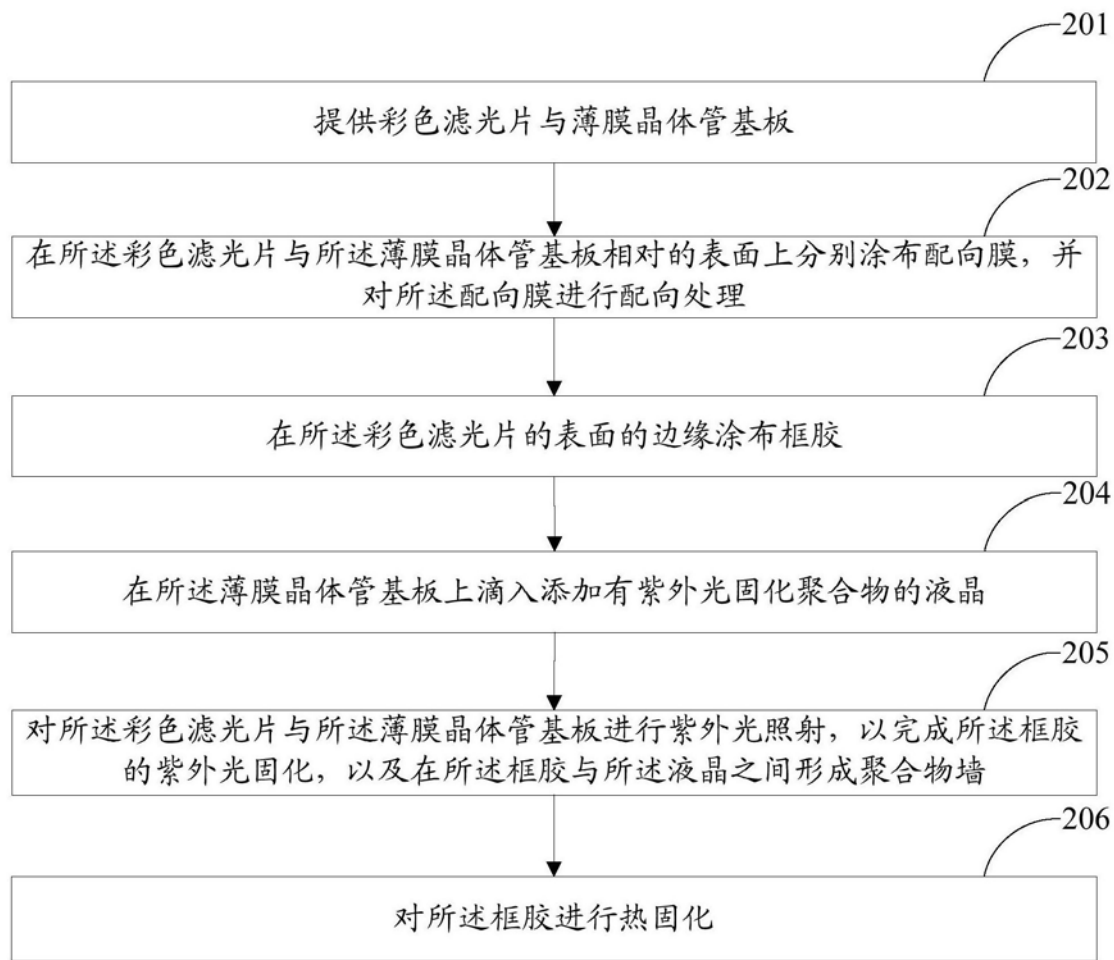 201
提供彩色滤光片与薄膜晶体管基板
202
在所述彩色滤光片与所述薄膜晶体管基板相对的表面上分别涂布配向膜，并
对所述配向膜进行配向处理
203
在所述彩色滤光片的表面的边缘涂布框胶
204
在所述薄膜晶体管基板上滴入添加有紫外光固化聚合物的液晶
205
对所述彩色滤光片与所述薄膜晶体管基板进行紫外光照射，以完成所述框胶
的紫外光固化，以及在所述框胶与所述液晶之间形成聚合物墙
206
对所述框胶进行热固化